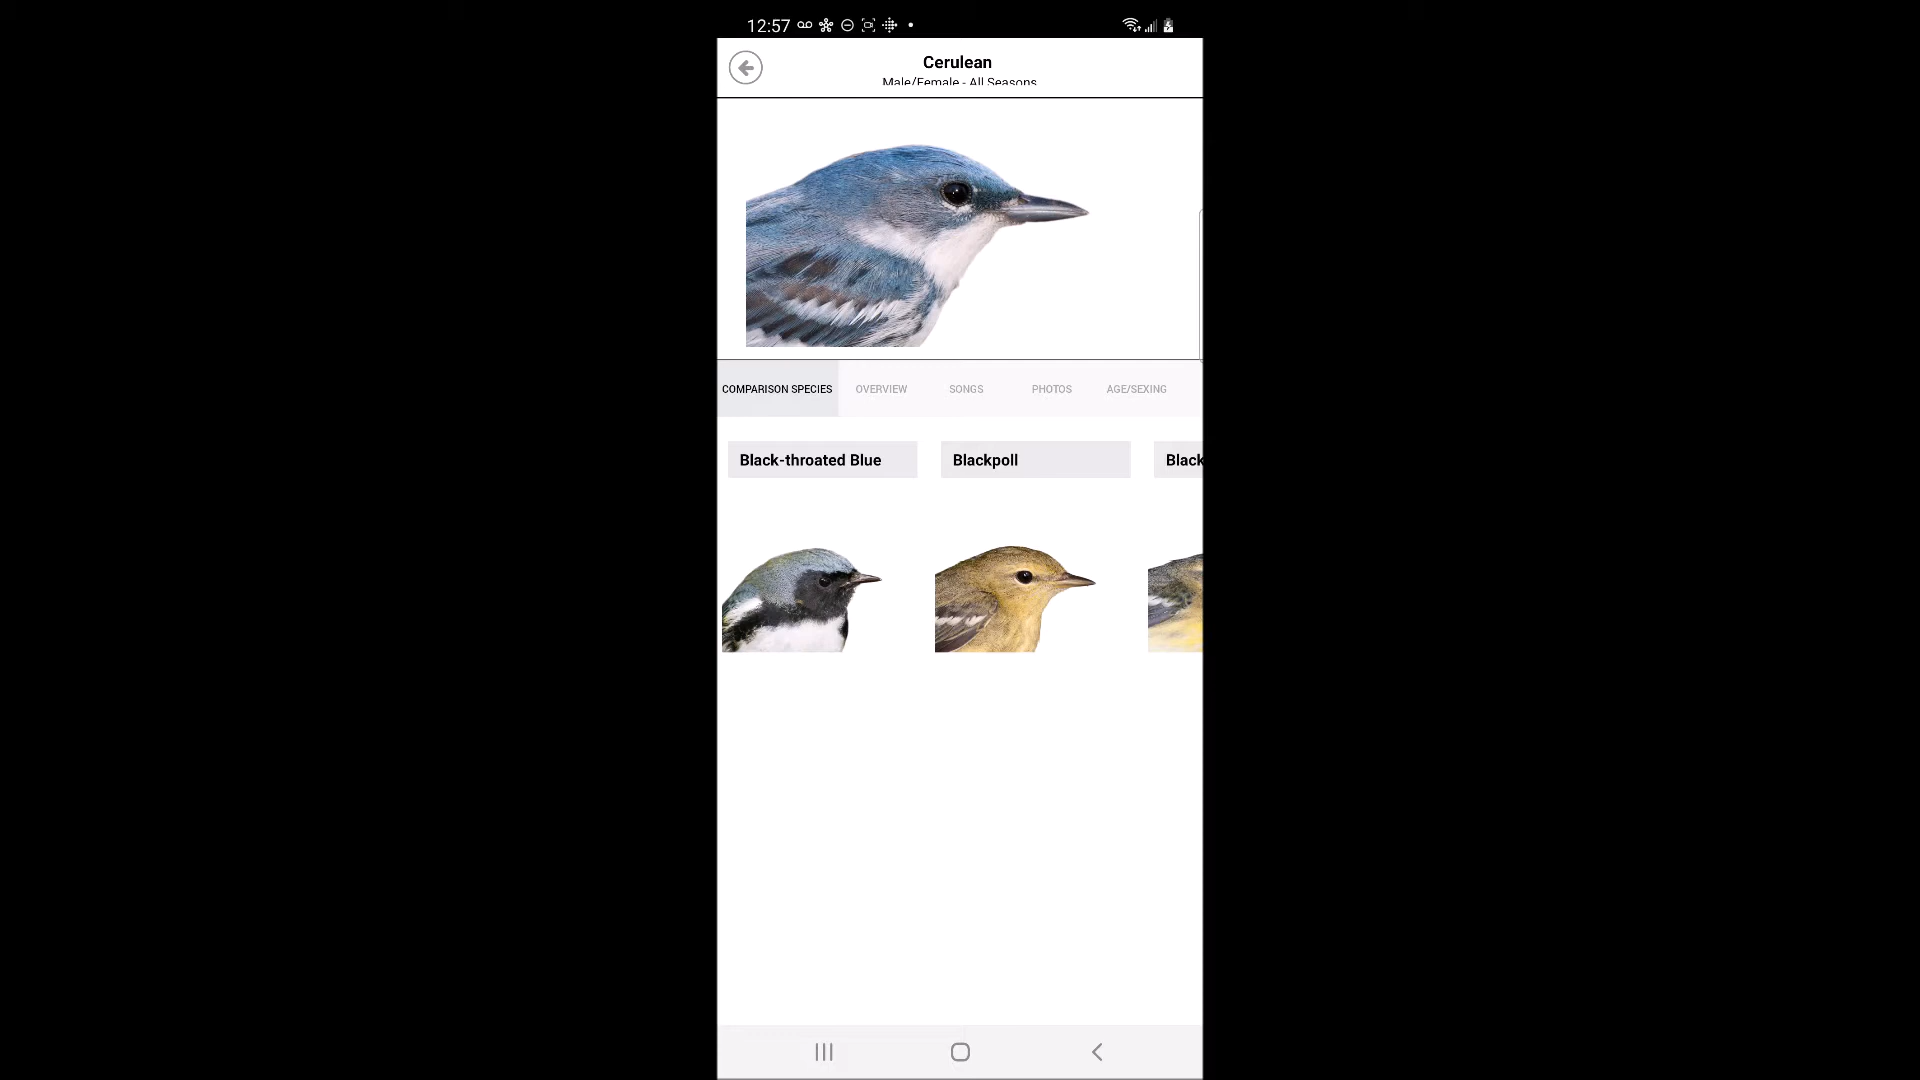 12:57
Cerulean
Male/Female - All Seasons
COMPARISON SPECIES OVERVIEW SONGS PHOTOS AGE/SEXING
Black-throated Blue Blackpoll Black